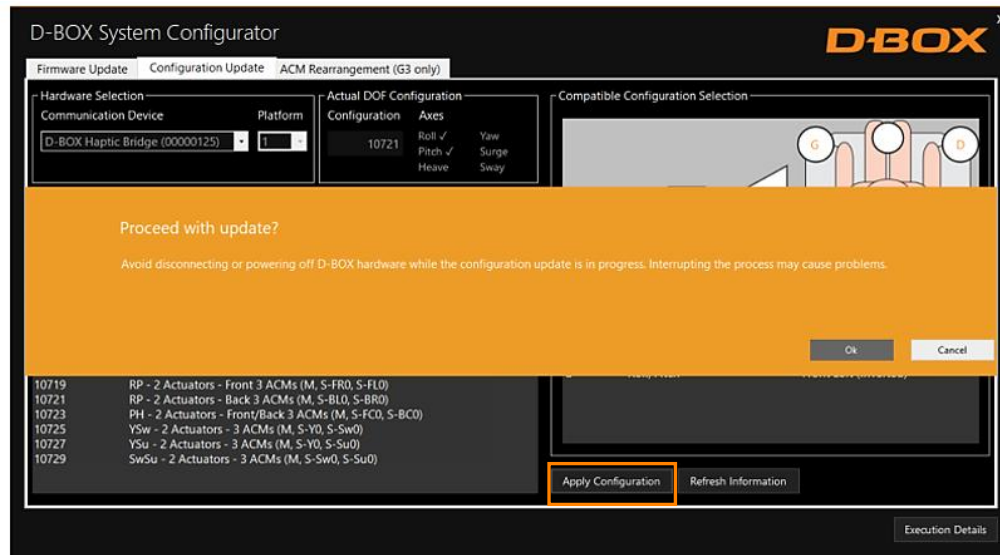 D-BOX System Configurator
D-BOX
Firmware Update Configuration Update ACM Rearrangement (G3 only)
Hardware Selection
Communication Device Platform
D-BOX Haptic Bridge (00000125) 1
Actual DOF Configuration
Configuration Axes
10721
Roll ✓ Yaw
Pitch ✓ Surge
Heave Sway
Compatible Configuration Selection
G D
Proceed with update?
Avoid disconnecting or powering off D-BOX hardware while the configuration update is in progress. Interrupting the process may cause problems.
Ok Cancel
10719 RP - 2 Actuators - Front 3 ACMs (M, S-FR0, S-FL0)
10721 RP - 2 Actuators - Back 3 ACMs (M, S-BL0, S-BR0)
10723 PH - 2 Actuators - Front/Back 3 ACMs (M, S-FC0, S-BC0)
10725 YSw - 2 Actuators - 3 ACMs (M, S-Y0, S-Sw0)
10727 YSu - 2 Actuators - 3 ACMs (M, S-Y0, S-Su0)
10729 SwSu - 2 Actuators - 3 ACMs (M, S-Sw0, S-Su0)
Apply Configuration Refresh Information
Execution Details